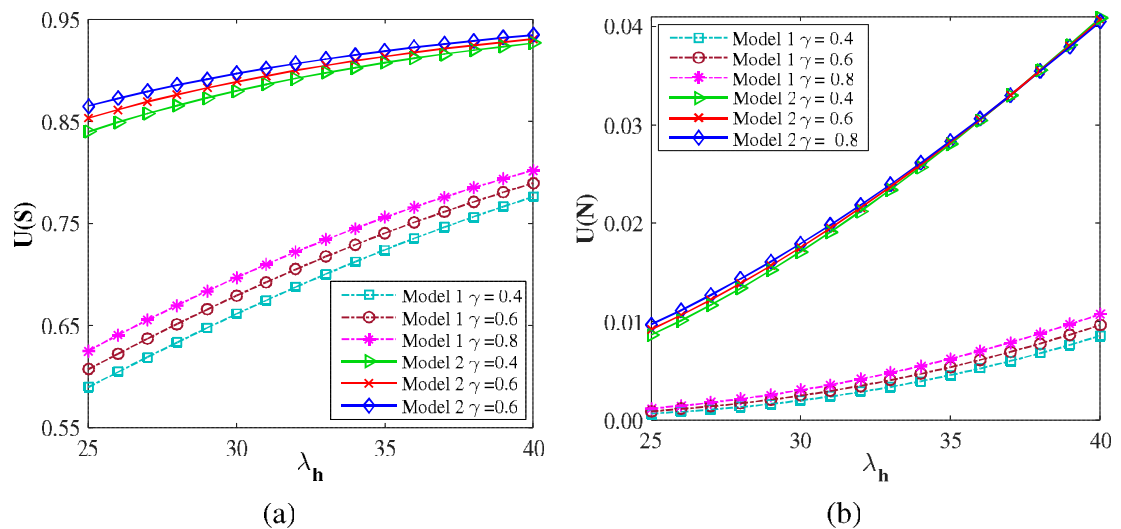 0.95
0.85
0.75
0.65
0.55
U(S)
25
30
35
40
λh
Model 1 γ = 0.4
Model 1 γ =0.6
Model 1 γ =0.8
Model 2 γ =0.4
Model 2 γ =0.6
Model 2 γ =0.6
(a)
0.04
0.03
0.02
0.01
0.00
U(N)
25
30
35
40
λh
Model 1 γ = 0.4
Model 1 γ = 0.6
Model 1 γ = 0.8
Model 2 γ = 0.4
Model 2 γ = 0.6
Model 2 γ = 0.8
(b)